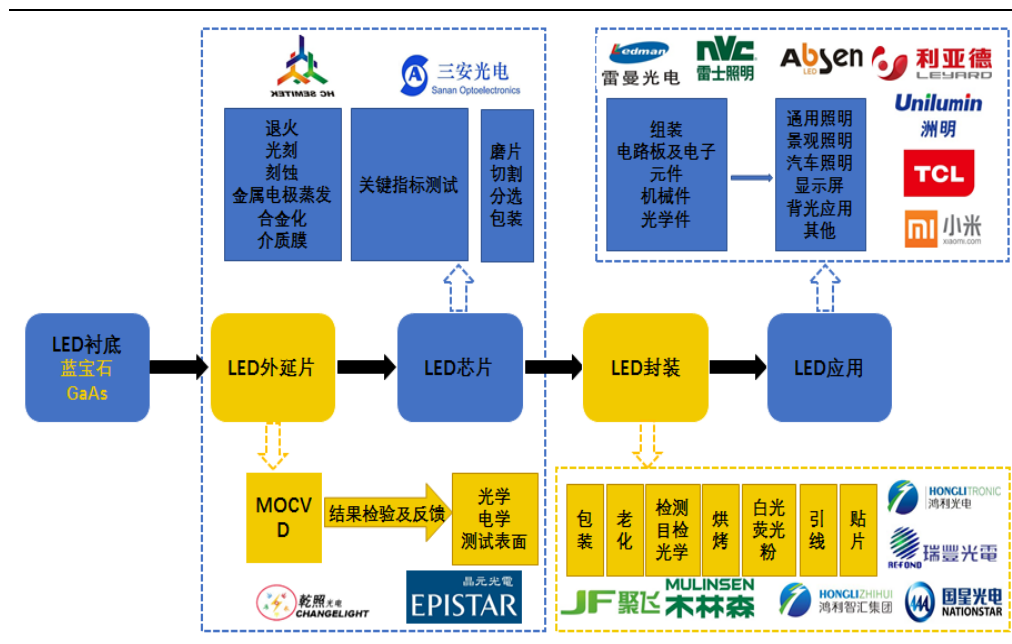 HC SEMITEK
三安光电
Sanan Optoelectronics
退火
光刻
刻蚀
金属电极蒸发
合金化
介质膜
关键指标测试
磨片
切割
分选
包装
Ledman
雷曼光电
NVC
雷士照明
Absen
LED
利亚德
LEYARD
组装
电路板及电子
元件
机械件
光学件
通用照明
景观照明
汽车照明
显示屏
背光应用
其他
Unilumin
洲明
TCL
MI
小米
xiaomi.com
LED衬底
蓝宝石
GaAs
LED外延片
LED芯片
LED封装
LED应用
MOCV
D
结果检验及反馈
光学
电学
测试表面
乾照光电
CHANGELIGHT
晶元光電
EPISTAR
包
装
老
化
检测
目检
光学
烘
烤
白光
荧光
粉
引
线
贴
片
HONGLITRONIC
鸿利光电
REFOND
瑞豐光電
JF聚飞
MULINSEN
木林森
HONGLIZHIHUI
鸿利智汇集团
国星光电
NATIONSTAR